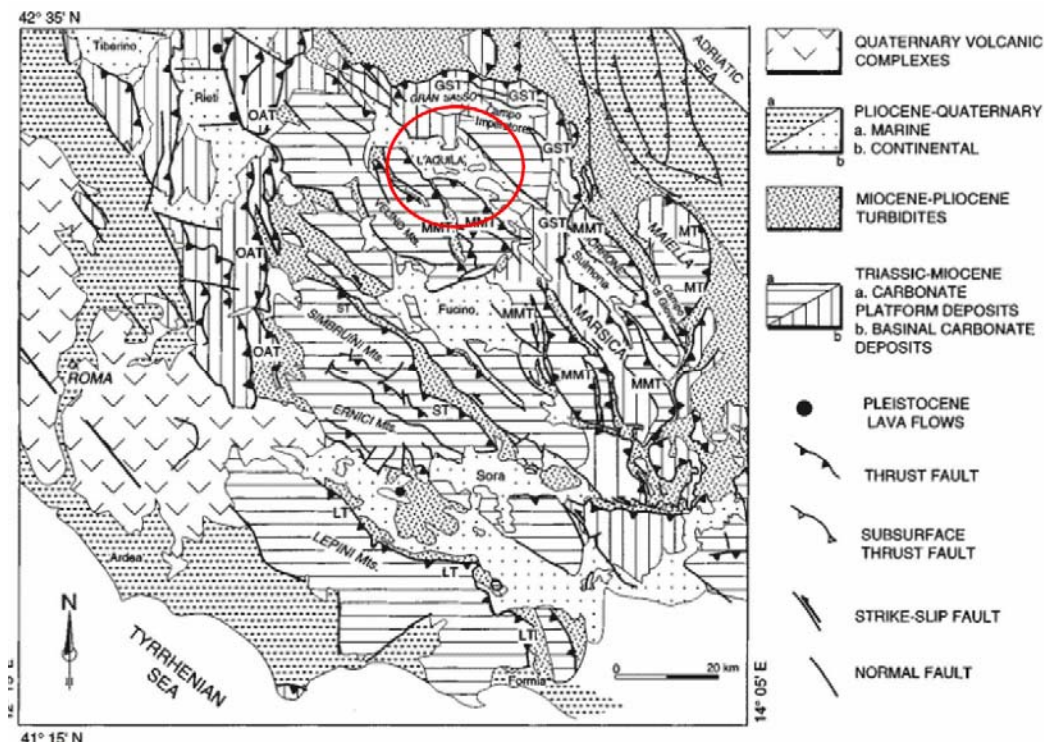 42° 35' N
Tiberino
Rieti
OAT
GST
GRAN SASSO
GST
Campo
Imperatore
GST
L'AQUILA
ADRIATIC
SEA
VELINO Mts.
MMT
MMT
GST
MMT
MAIELLA
MT
MT
MORRONE
Sulmona
OAT
ST
Fucino
MMT
MARSICA
SIMBRUINI Mts.
OAT
ROMA
MMT
MMT
ST
ERNICI Mts.
Sora
LT
LEPINI Mts.
LT
Ardea
LT
Formia
N
TYRRHENIAN
SEA
0 20 km
14° 05' E
41° 15' N
QUATERNARY VOLCANIC
COMPLEXES
a
PLIOCENE-QUATERNARY
a. MARINE
b. CONTINENTAL
b
MIOCENE-PLIOCENE
TURBIDITES
a
TRIASSIC-MIOCENE
a. CARBONATE
PLATFORM DEPOSITS
b. BASINAL CARBONATE
DEPOSITS
b
PLEISTOCENE
LAVA FLOWS
THRUST FAULT
SUBSURFACE
THRUST FAULT
STRIKE-SLIP FAULT
NORMAL FAULT